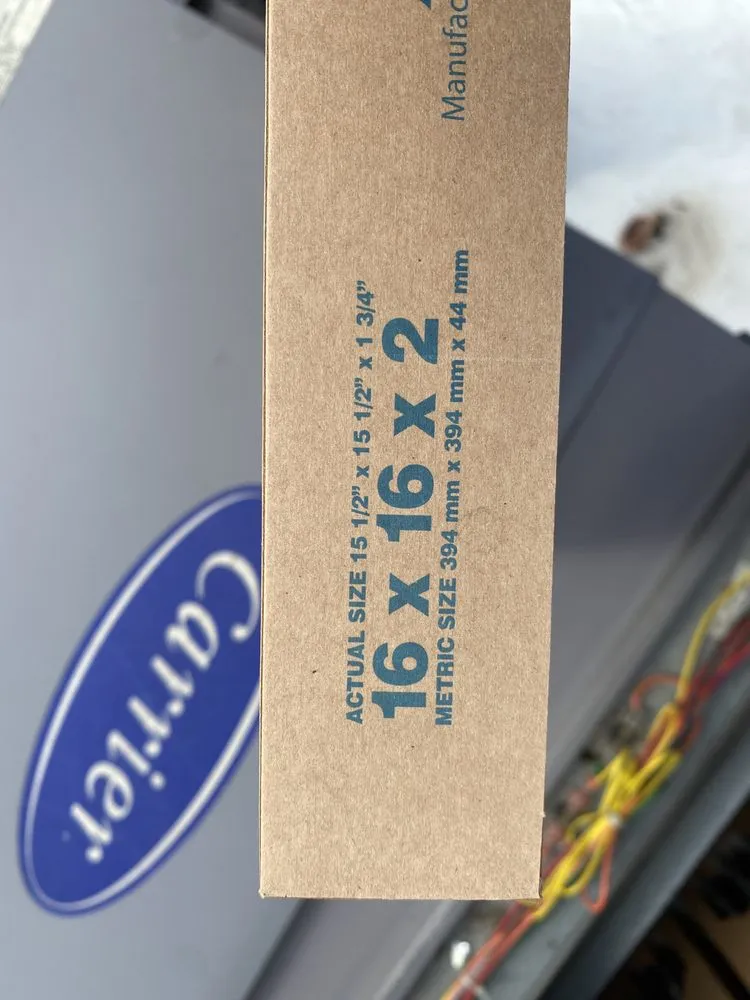 Manufac
ACTUAL SIZE 15 1/2” x 15 1/2” x 1 3/4”
16 x 16 x 2
METRIC SIZE 394 mm x 394 mm x 44 mm
Carrier